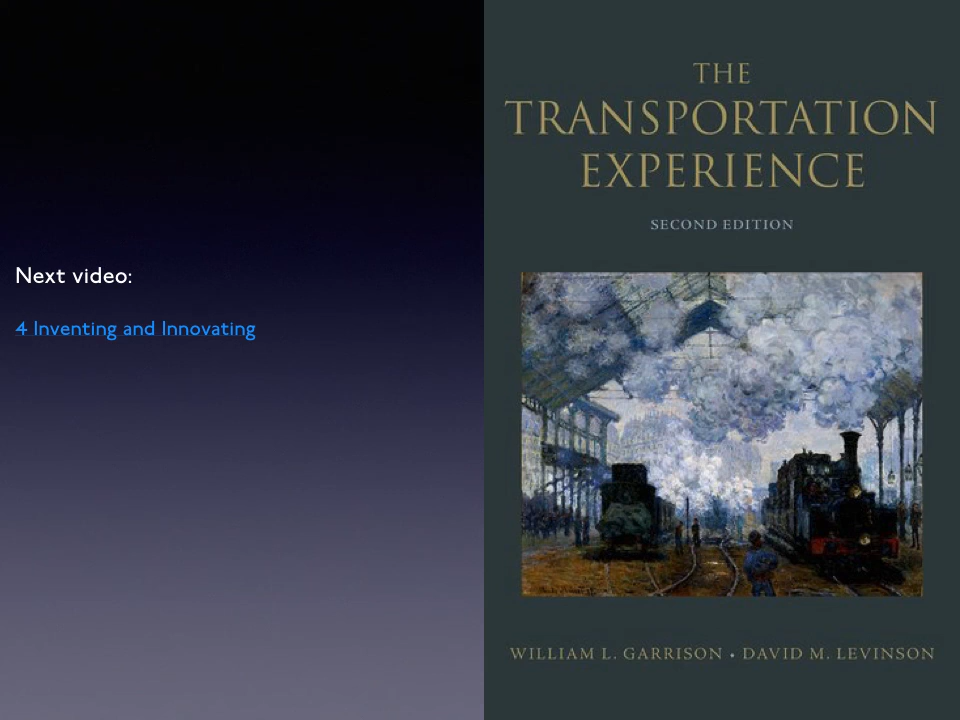 Next video:
4 Inventing and Innovating
THE
TRANSPORTATION
EXPERIENCE
SECOND EDITION
WILLIAM L. GARRISON • DAVID M. LEVINSON